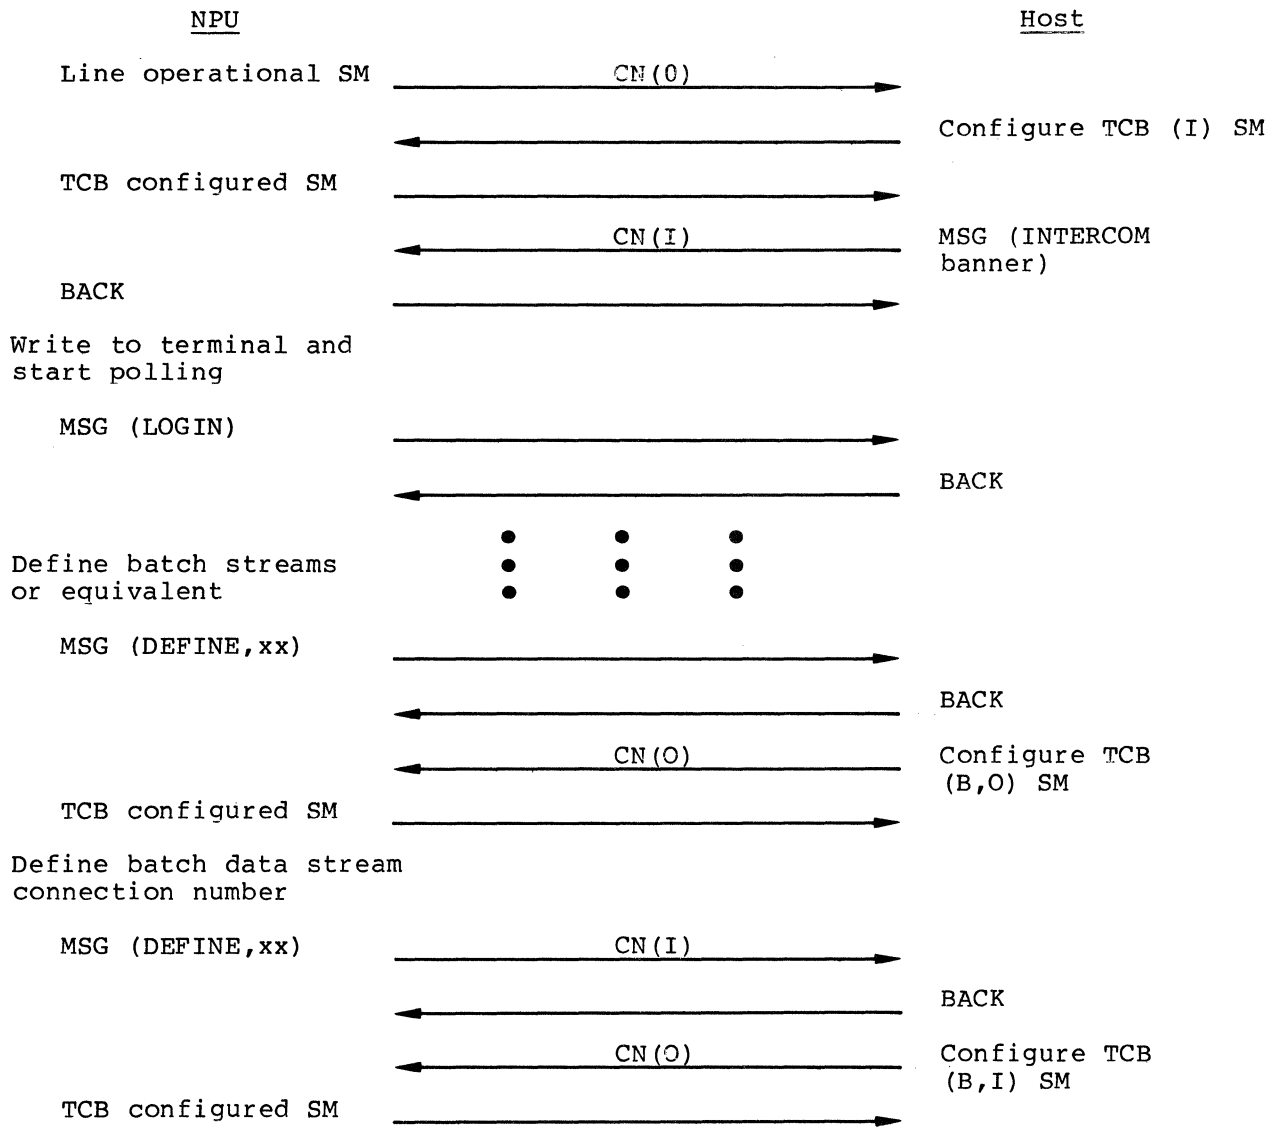 NPU Host
Line operational SM CN(0)
Configure TCB (I) SM
TCB configured SM
CN(I) MSG (INTERCOM
banner)
BACK
Write to terminal and
start polling
MSG (LOGIN)
BACK
Define batch streams
or equivalent
MSG (DEFINE,xx)
BACK
CN(O) Configure TCB
(B,O) SM
TCB configured SM
Define batch data stream
connection number
MSG (DEFINE,xx) CN(I)
BACK
CN(O) Configure TCB
(B,I) SM
TCB configured SM